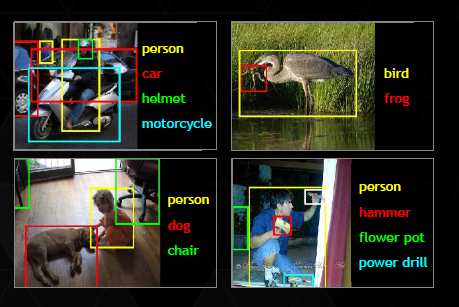 person
car
helmet
motorcycle
bird
frog
person
dog
chair
person
hammer
flower pot
power drill